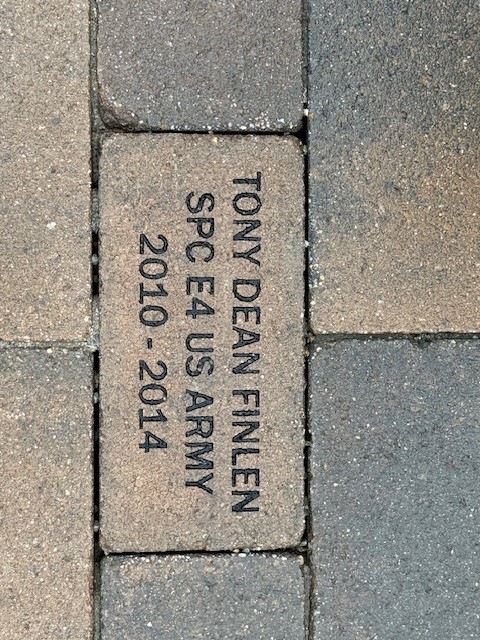 TONY DEAN FINLEN
SPC E4 US ARMY
2010 - 2014